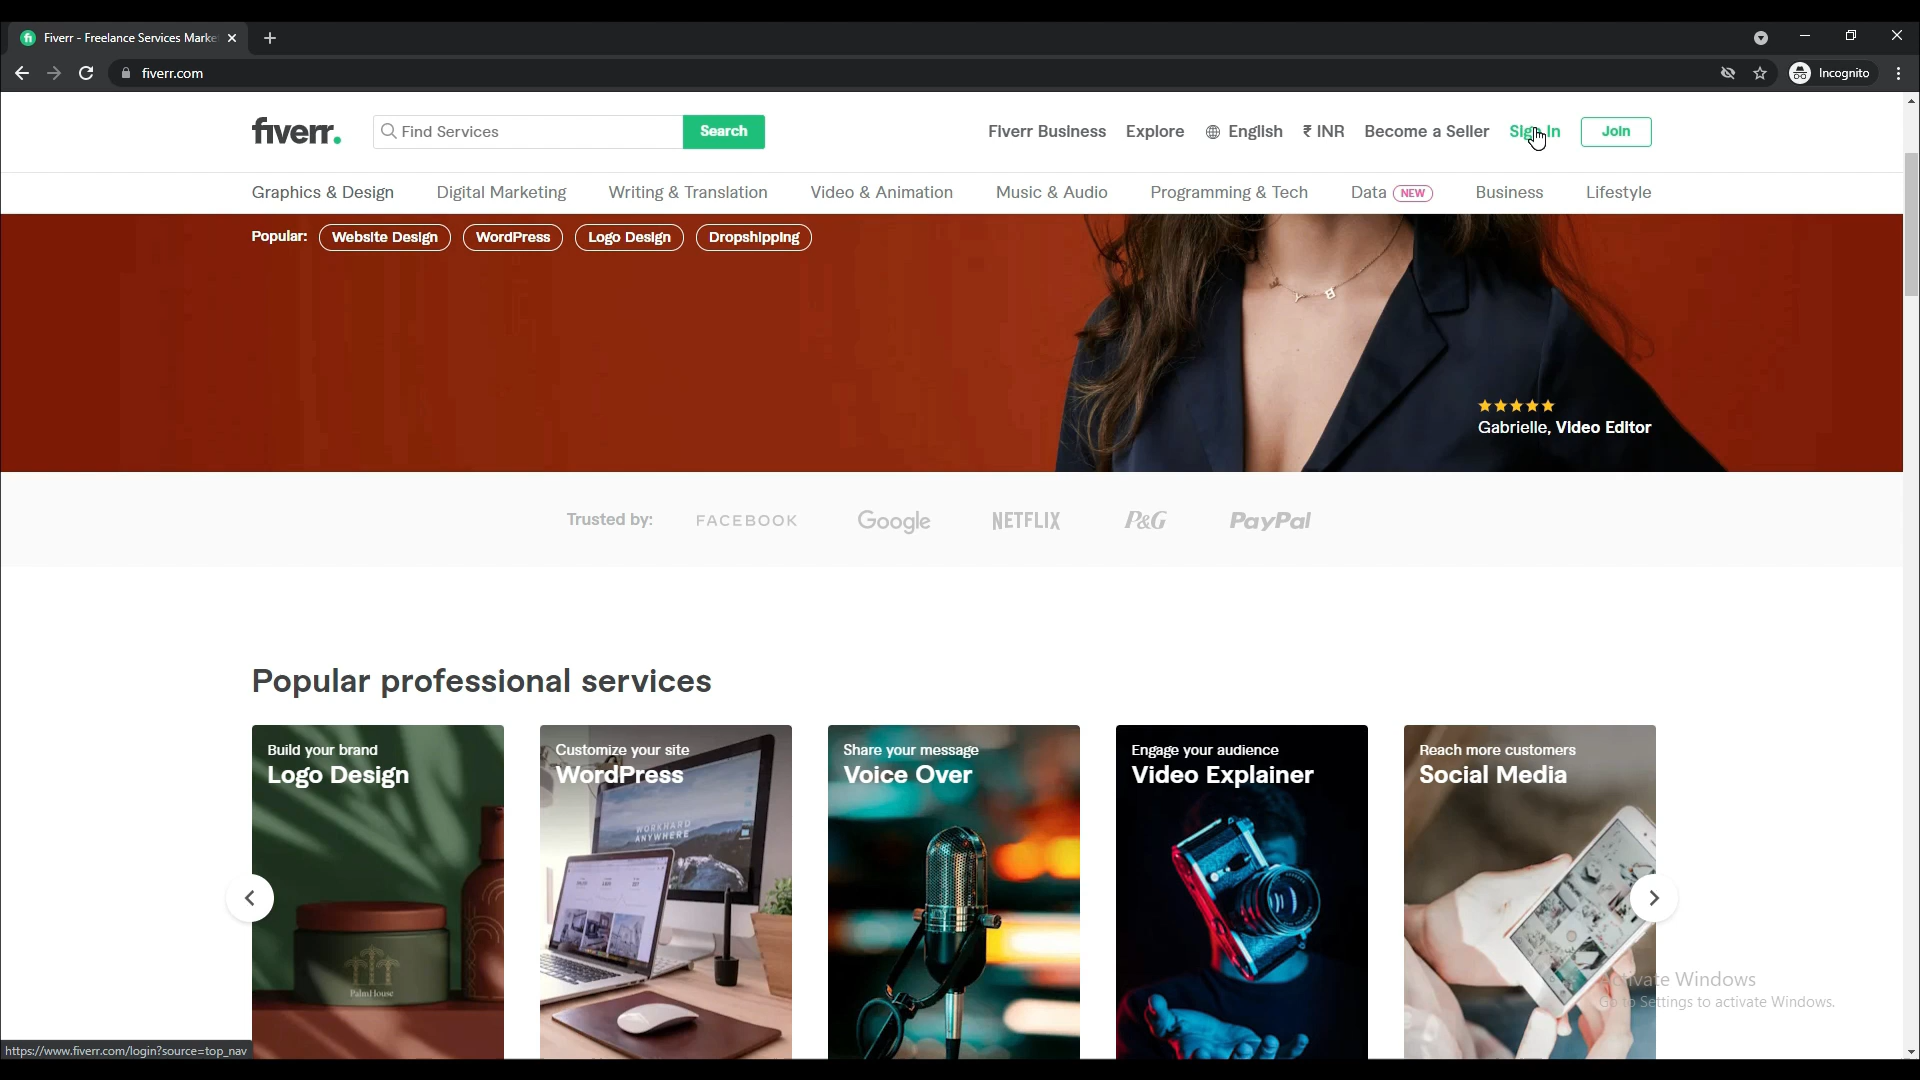 Fiverr - Freelance Services Marke
fiverr.com
Incognito
fiverr.
Find Services
Search
Fiverr Business
Explore
English
₹ INR
Become a Seller
Sign In
Join
Graphics & Design
Digital Marketing
Writing & Translation
Video & Animation
Music & Audio
Programming & Tech
Data NEW
Business
Lifestyle
Popular:
Website Design
WordPress
Logo Design
Dropshipping
Gabrielle, Video Editor
Trusted by:
FACEBOOK
Google
NETFLIX
P&G
PayPal
Popular professional services
Build your brand
Logo Design
PalmHouse
Customize your site
WordPress
WORK HARD
ANYWHERE
Share your message
Voice Over
Engage your audience
Video Explainer
Reach more customers
Social Media
Activate Windows
Go to Settings to activate Windows.
https://www.fiverr.com/login?source=top_nav